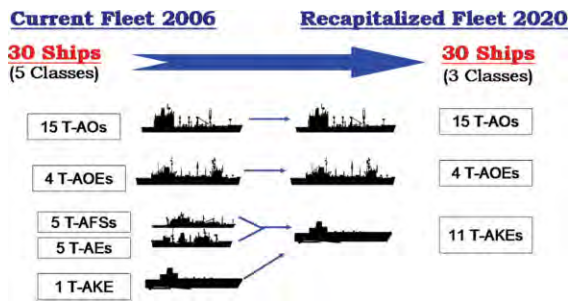 Current Fleet 2006
Recapitalized Fleet 2020
30 Ships
(5 Classes)
30 Ships
(3 Classes)
15 T-AOs
15 T-AOs
4 T-AOEs
4 T-AOEs
5 T-AFSs
5 T-AEs
11 T-AKEs
1 T-AKE